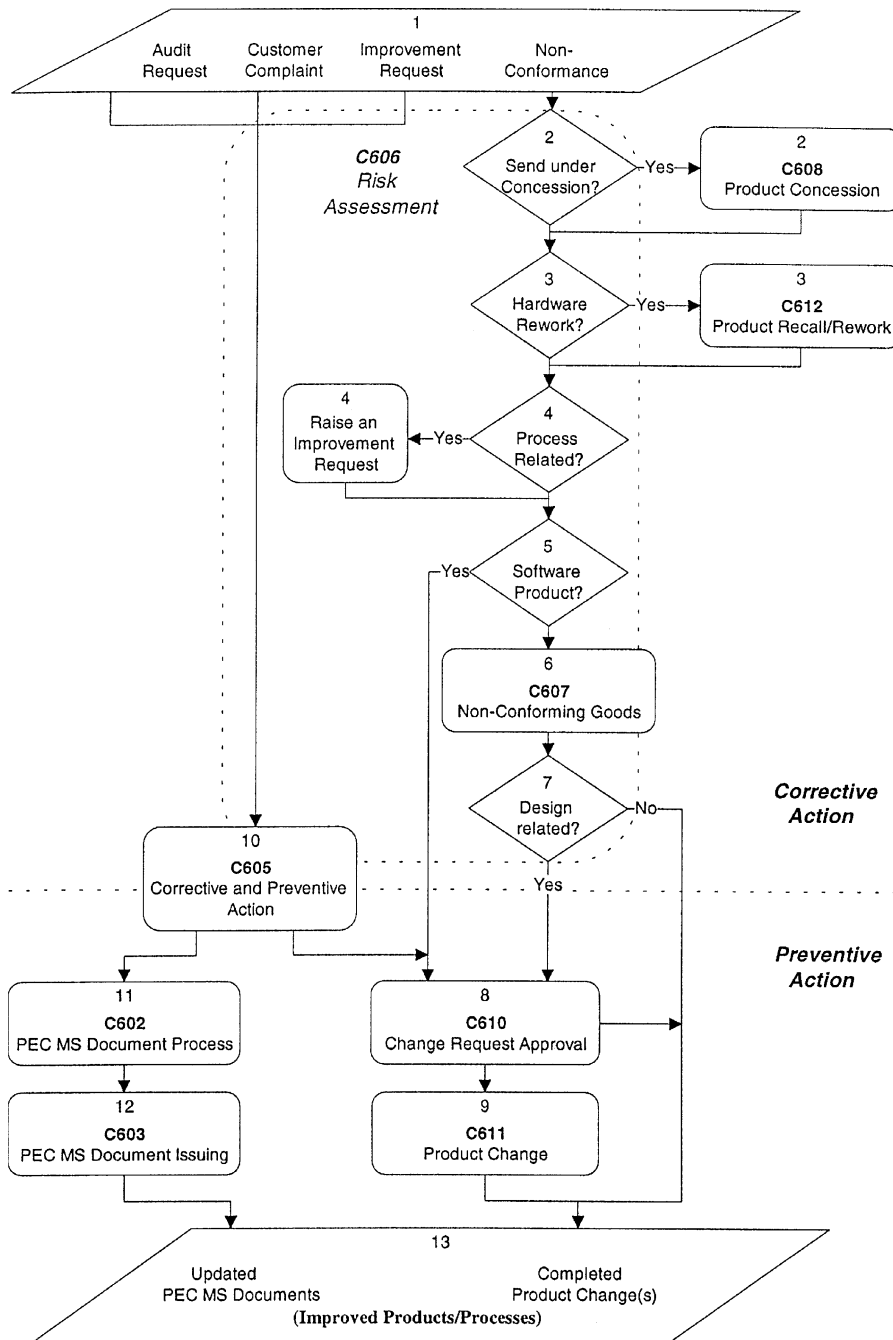 1
Audit Request
Customer Complaint
Improvement Request
Non-Conformance
C606
Risk
Assessment
2
Send under
Concession?
Yes
2
C608
Product Concession
3
Hardware
Rework?
Yes
3
C612
Product Recall/Rework
4
Raise an
Improvement
Request
Yes
4
Process
Related?
Yes
5
Software
Product?
6
C607
Non-Conforming Goods
7
Design
related?
No
Yes
Corrective
Action
10
C605
Corrective and Preventive
Action
Preventive
Action
11
C602
PEC MS Document Process
8
C610
Change Request Approval
12
C603
PEC MS Document Issuing
9
C611
Product Change
13
Updated
PEC MS Documents
Completed
Product Change(s)
(Improved Products/Processes)